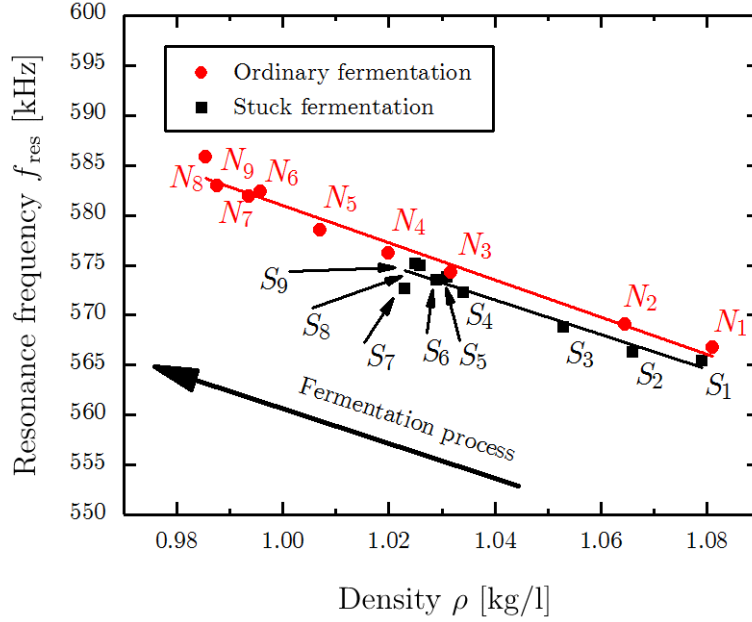 600
595
590
585
580
575
570
565
560
555
550
Resonance frequency f_res [kHz]
Ordinary fermentation
Stuck fermentation
N8 N9 N6
N7
N5
N4
N3
N2
N1
S9
S8
S7
S6
S5
S4
S3
S2
S1
Fermentation process
0.98 1.00 1.02 1.04 1.06 1.08
Density ρ [kg/l]